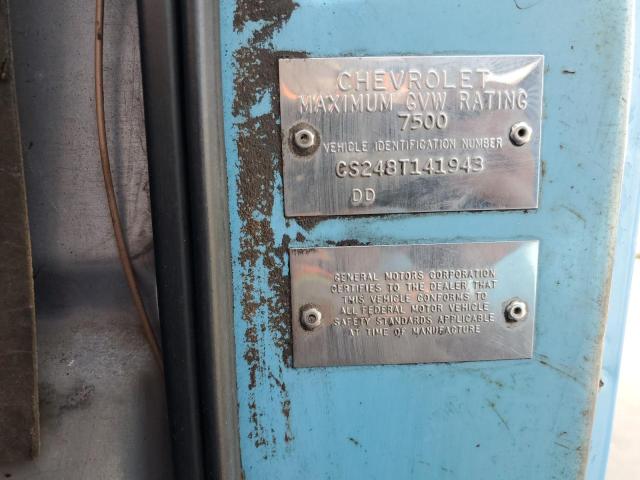 CHEVROLET
MAXIMUM GVW RATING
7500
VEHICLE IDENTIFICATION NUMBER
CS248T141943
DD
GENERAL MOTORS CORPORATION
CERTIFIES TO THE DEALER THAT
THIS VEHICLE CONFORMS TO
ALL FEDERAL MOTOR VEHICLE
SAFETY STANDARDS APPLICABLE
AT TIME OF MANUFACTURE